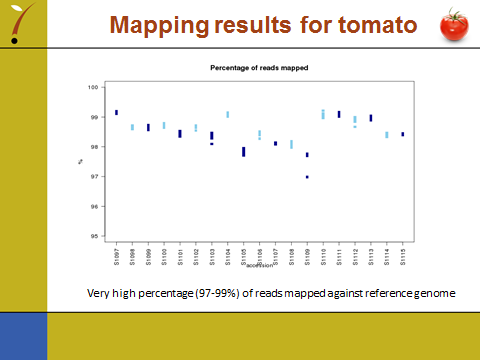 Mapping results for tomato
Percentage of reads mapped
100
99
98
97
96
95
%
S1097
S1098
S1099
S1100
S1101
S1102
S1103
S1104
S1105
S1106
S1107
S1108
S1109
S1110
S1111
S1112
S1113
S1114
S1115
accession
Very high percentage (97-99%) of reads mapped against reference genome